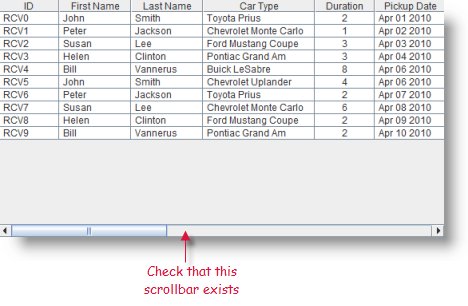 ID First Name Last Name Car Type Duration Pickup Date
RCV0 John Smith Toyota Prius 2 Apr 01 2010
RCV1 Peter Jackson Chevrolet Monte Carlo 1 Apr 02 2010
RCV2 Susan Lee Ford Mustang Coupe 3 Apr 03 2010
RCV3 Helen Clinton Pontiac Grand Am 3 Apr 04 2010
RCV4 Bill Vannerus Buick LeSabre 8 Apr 06 2010
RCV5 John Smith Chevrolet Uplander 4 Apr 06 2010
RCV6 Peter Jackson Toyota Prius 2 Apr 07 2010
RCV7 Susan Lee Chevrolet Monte Carlo 6 Apr 08 2010
RCV8 Helen Clinton Ford Mustang Coupe 2 Apr 09 2010
RCV9 Bill Vannerus Pontiac Grand Am 2 Apr 10 2010
Check that this
scrollbar exists